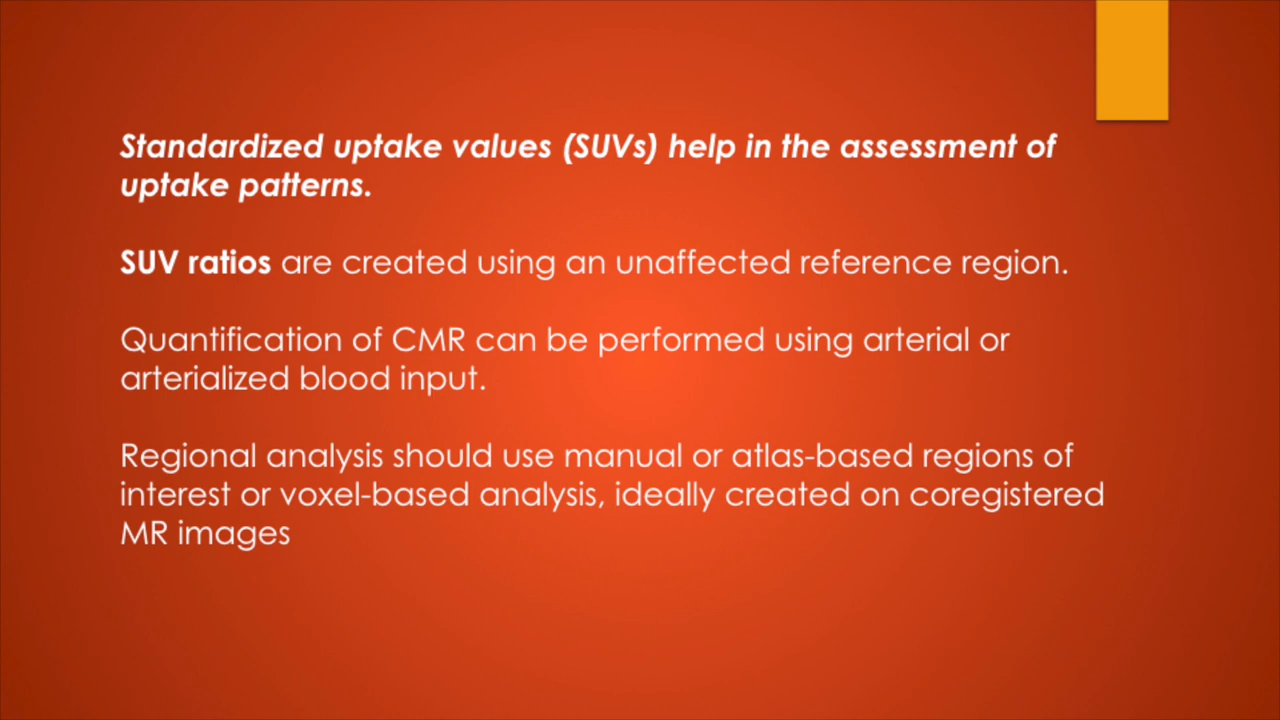 Standardized uptake values (SUVs) help in the assessment of
uptake patterns.
SUV ratios are created using an unaffected reference region.
Quantification of CMR can be performed using arterial or
arterialized blood input.
Regional analysis should use manual or atlas-based regions of
interest or voxel-based analysis, ideally created on coregistered
MR images